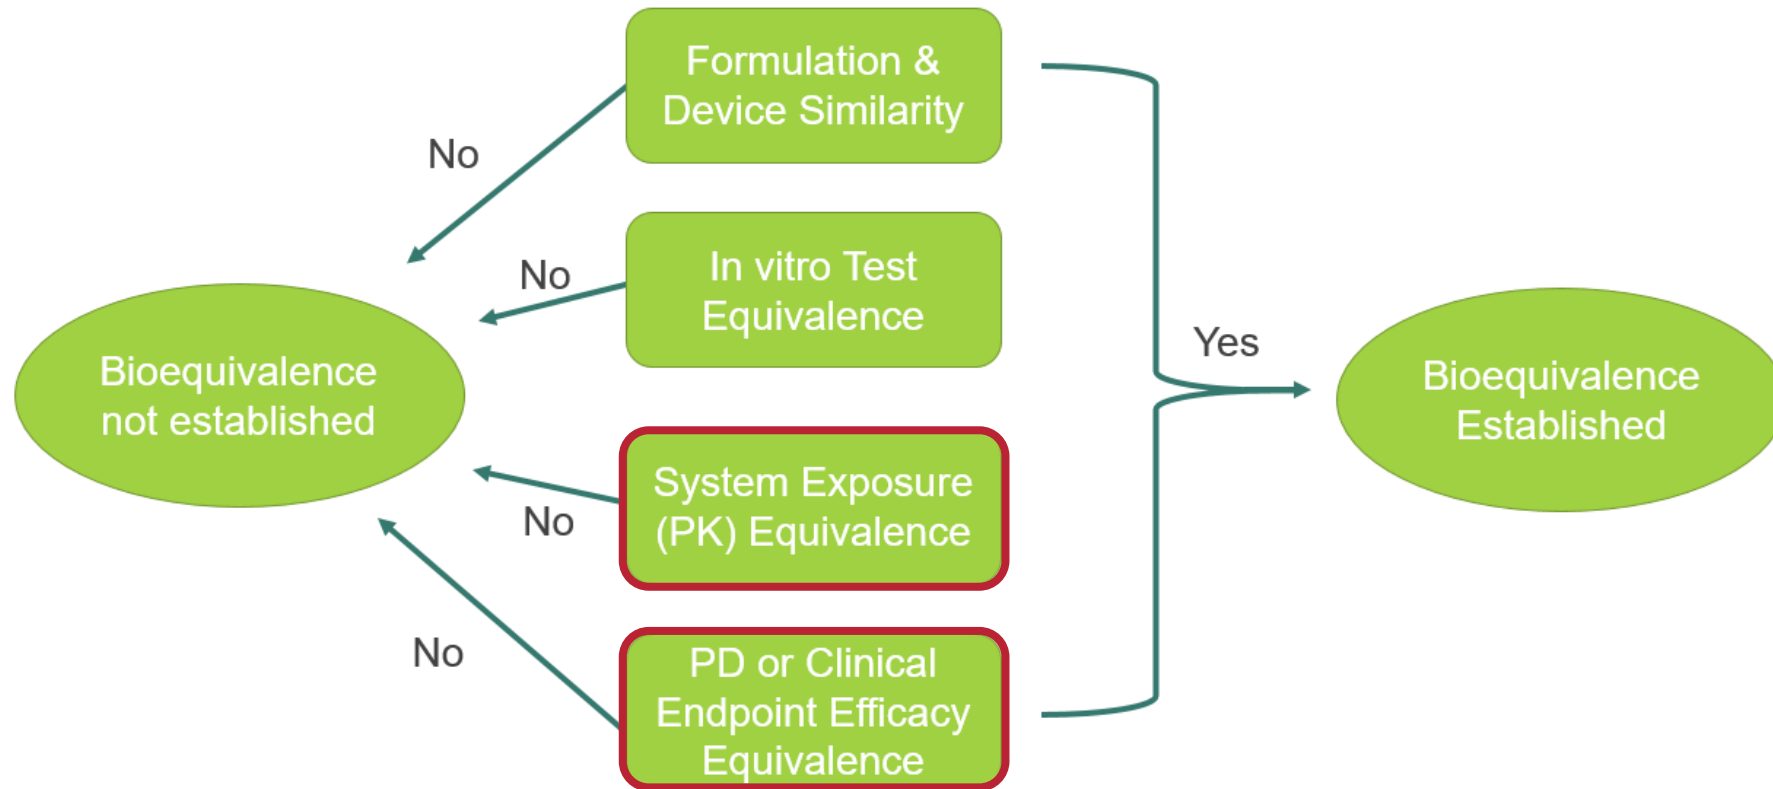 Formulation &
Device Similarity
No
In vitro Test
Equivalence
No
Bioequivalence
not established
Yes
Bioequivalence
Established
System Exposure
(PK) Equivalence
No
PD or Clinical
Endpoint Efficacy
Equivalence
No